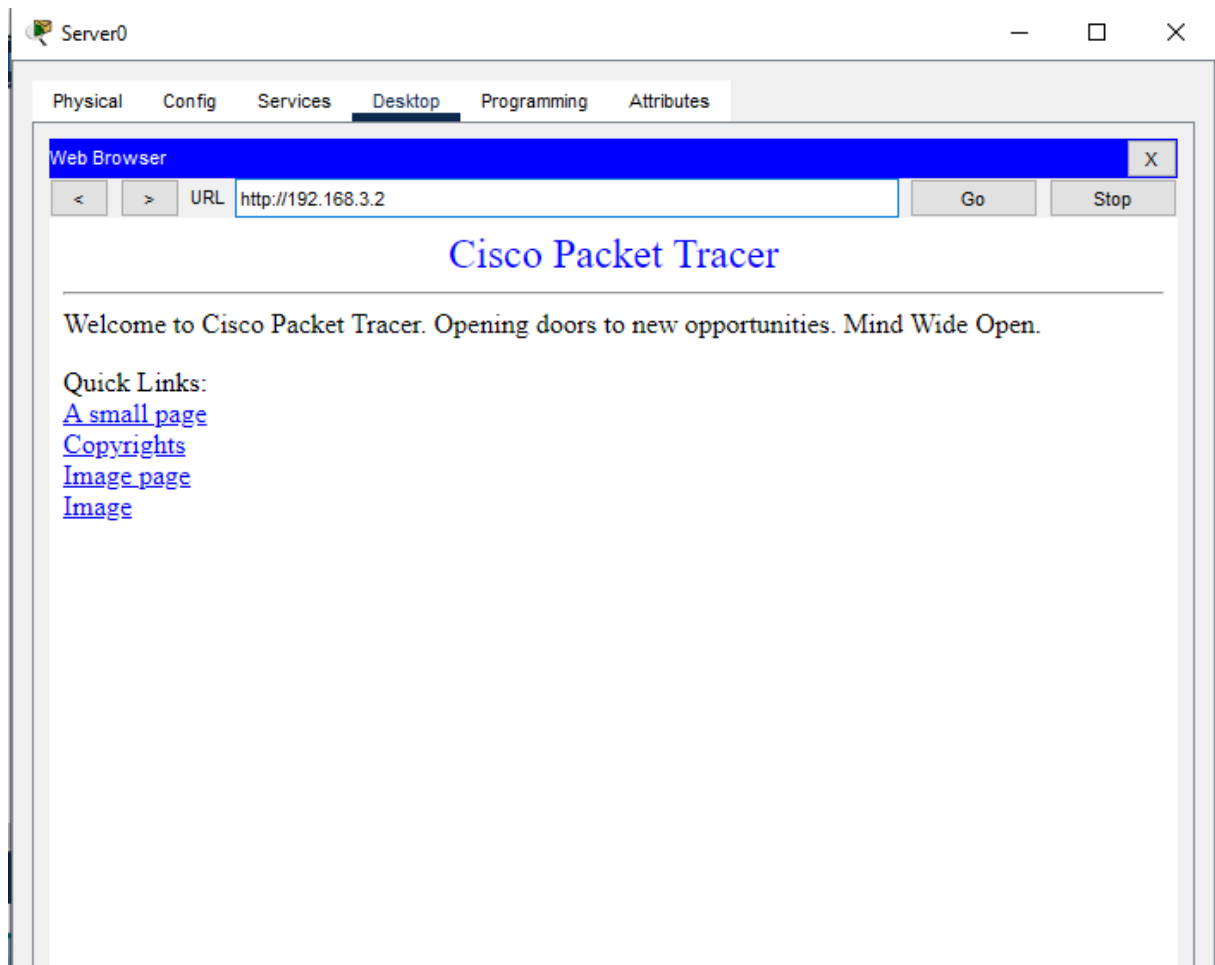 Server0
Physical Config Services Desktop Programming Attributes
Web Browser X
< > URL http://192.168.3.2 Go Stop
Cisco Packet Tracer
Welcome to Cisco Packet Tracer. Opening doors to new opportunities. Mind Wide Open.
Quick Links:
A small page
Copyrights
Image page
Image